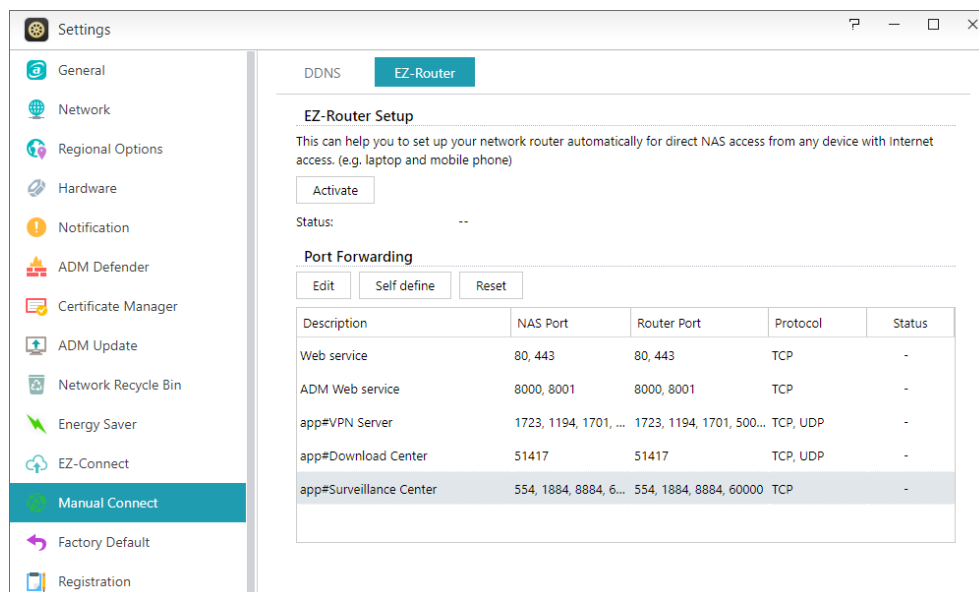 Settings
General
Network
Regional Options
Hardware
Notification
ADM Defender
Certificate Manager
ADM Update
Network Recycle Bin
Energy Saver
EZ-Connect
Manual Connect
Factory Default
Registration
DDNS EZ-Router
EZ-Router Setup
This can help you to set up your network router automatically for direct NAS access from any device with Internet
access. (e.g. laptop and mobile phone)
Activate
Status: --
Port Forwarding
Edit Self define Reset
Description NAS Port Router Port Protocol Status
Web service 80, 443 80, 443 TCP -
ADM Web service 8000, 8001 8000, 8001 TCP -
app#VPN Server 1723, 1194, 1701, ... 1723, 1194, 1701, 500... TCP, UDP -
app#Download Center 51417 51417 TCP, UDP -
app#Surveillance Center 554, 1884, 8884, 6... 554, 1884, 8884, 60000 TCP -